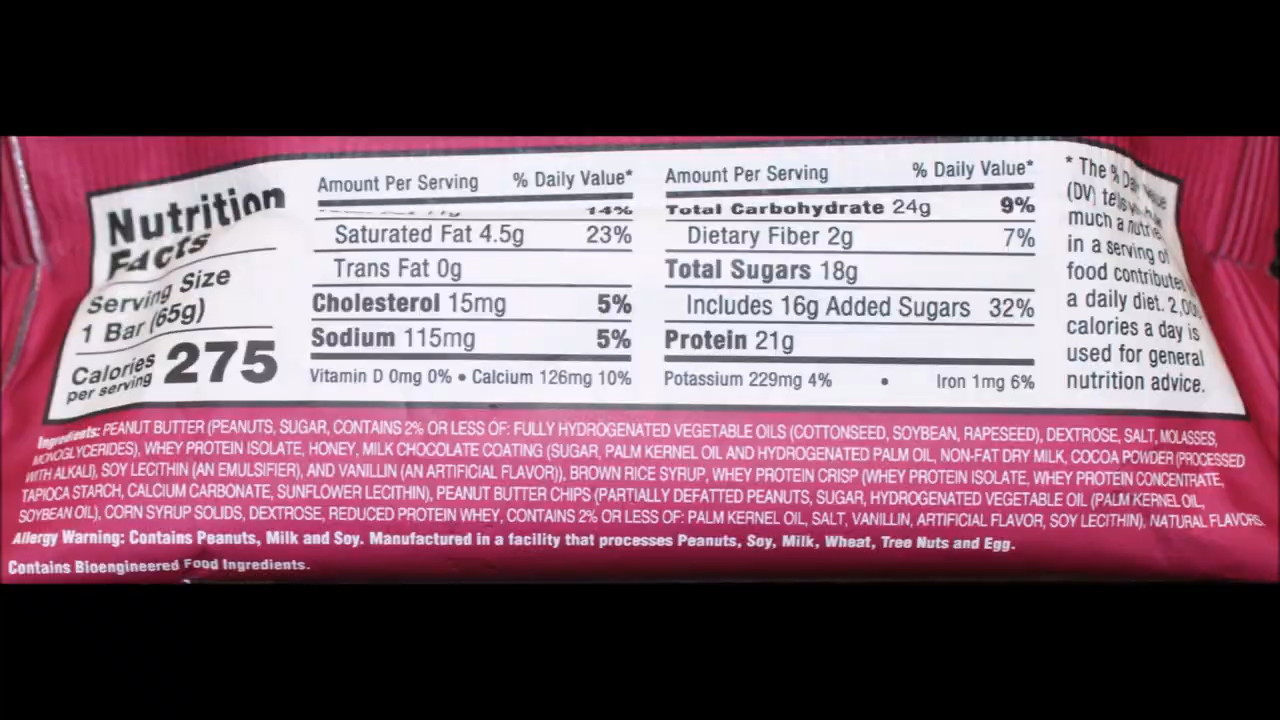 Nutrition
Facts
Serving Size
1 Bar (65g)
Calories
per serving 275
Amount Per Serving % Daily Value*
14%
Saturated Fat 4.5g 23%
Trans Fat 0g
Cholesterol 15mg 5%
Sodium 115mg 5%
Vitamin D 0mg 0% • Calcium 126mg 10%
Amount Per Serving % Daily Value*
Total Carbohydrate 24g 9%
Dietary Fiber 2g 7%
Total Sugars 18g
Includes 16g Added Sugars 32%
Protein 21g
Potassium 229mg 4% • Iron 1mg 6%
* The %
(DV)
much a
in a serving of
food
a daily diet.
calories a day is
used for general
nutrition advice.
Ingredients: PEANUT BUTTER (PEANUTS, SUGAR, CONTAINS 2% OR LESS OF: FULLY HYDROGENATED VEGETABLE OILS (COTTONSEED, SOYBEAN, RAPESEED), DEXTROSE, SALT, MOLASSES,
MONOGLYCERIDES), WHEY PROTEIN ISOLATE, HONEY, MILK CHOCOLATE COATING (SUGAR, PALM KERNEL OIL AND HYDROGENATED PALM OIL, NON-FAT DRY MILK, COCOA POWDER (PROCESSED
WITH ALKALI), SOY LECITHIN (AN EMULSIFIER), AND VANILLIN (AN ARTIFICIAL FLAVOR)), BROWN RICE SYRUP, WHEY PROTEIN CRISP (WHEY PROTEIN ISOLATE, WHEY PROTEIN CONCENTRATE,
TAPIOCA STARCH, CALCIUM CARBONATE, SUNFLOWER LECITHIN), PEANUT BUTTER CHIPS (PARTIALLY DEFATTED PEANUTS, SUGAR, HYDROGENATED VEGETABLE OIL (PALM KERNEL OIL,
SOYBEAN OIL), CORN SYRUP SOLIDS, DEXTROSE, REDUCED PROTEIN WHEY, CONTAINS 2% OR LESS OF: PALM KERNEL OIL, SALT, VANILLIN, ARTIFICIAL FLAVOR, SOY LECITHIN), NATURAL FLAVORS.
Allergy Warning: Contains Peanuts, Milk and Soy. Manufactured in a facility that processes Peanuts, Soy, Milk, Wheat, Tree Nuts and Egg.
Contains Bioengineered Food Ingredients.